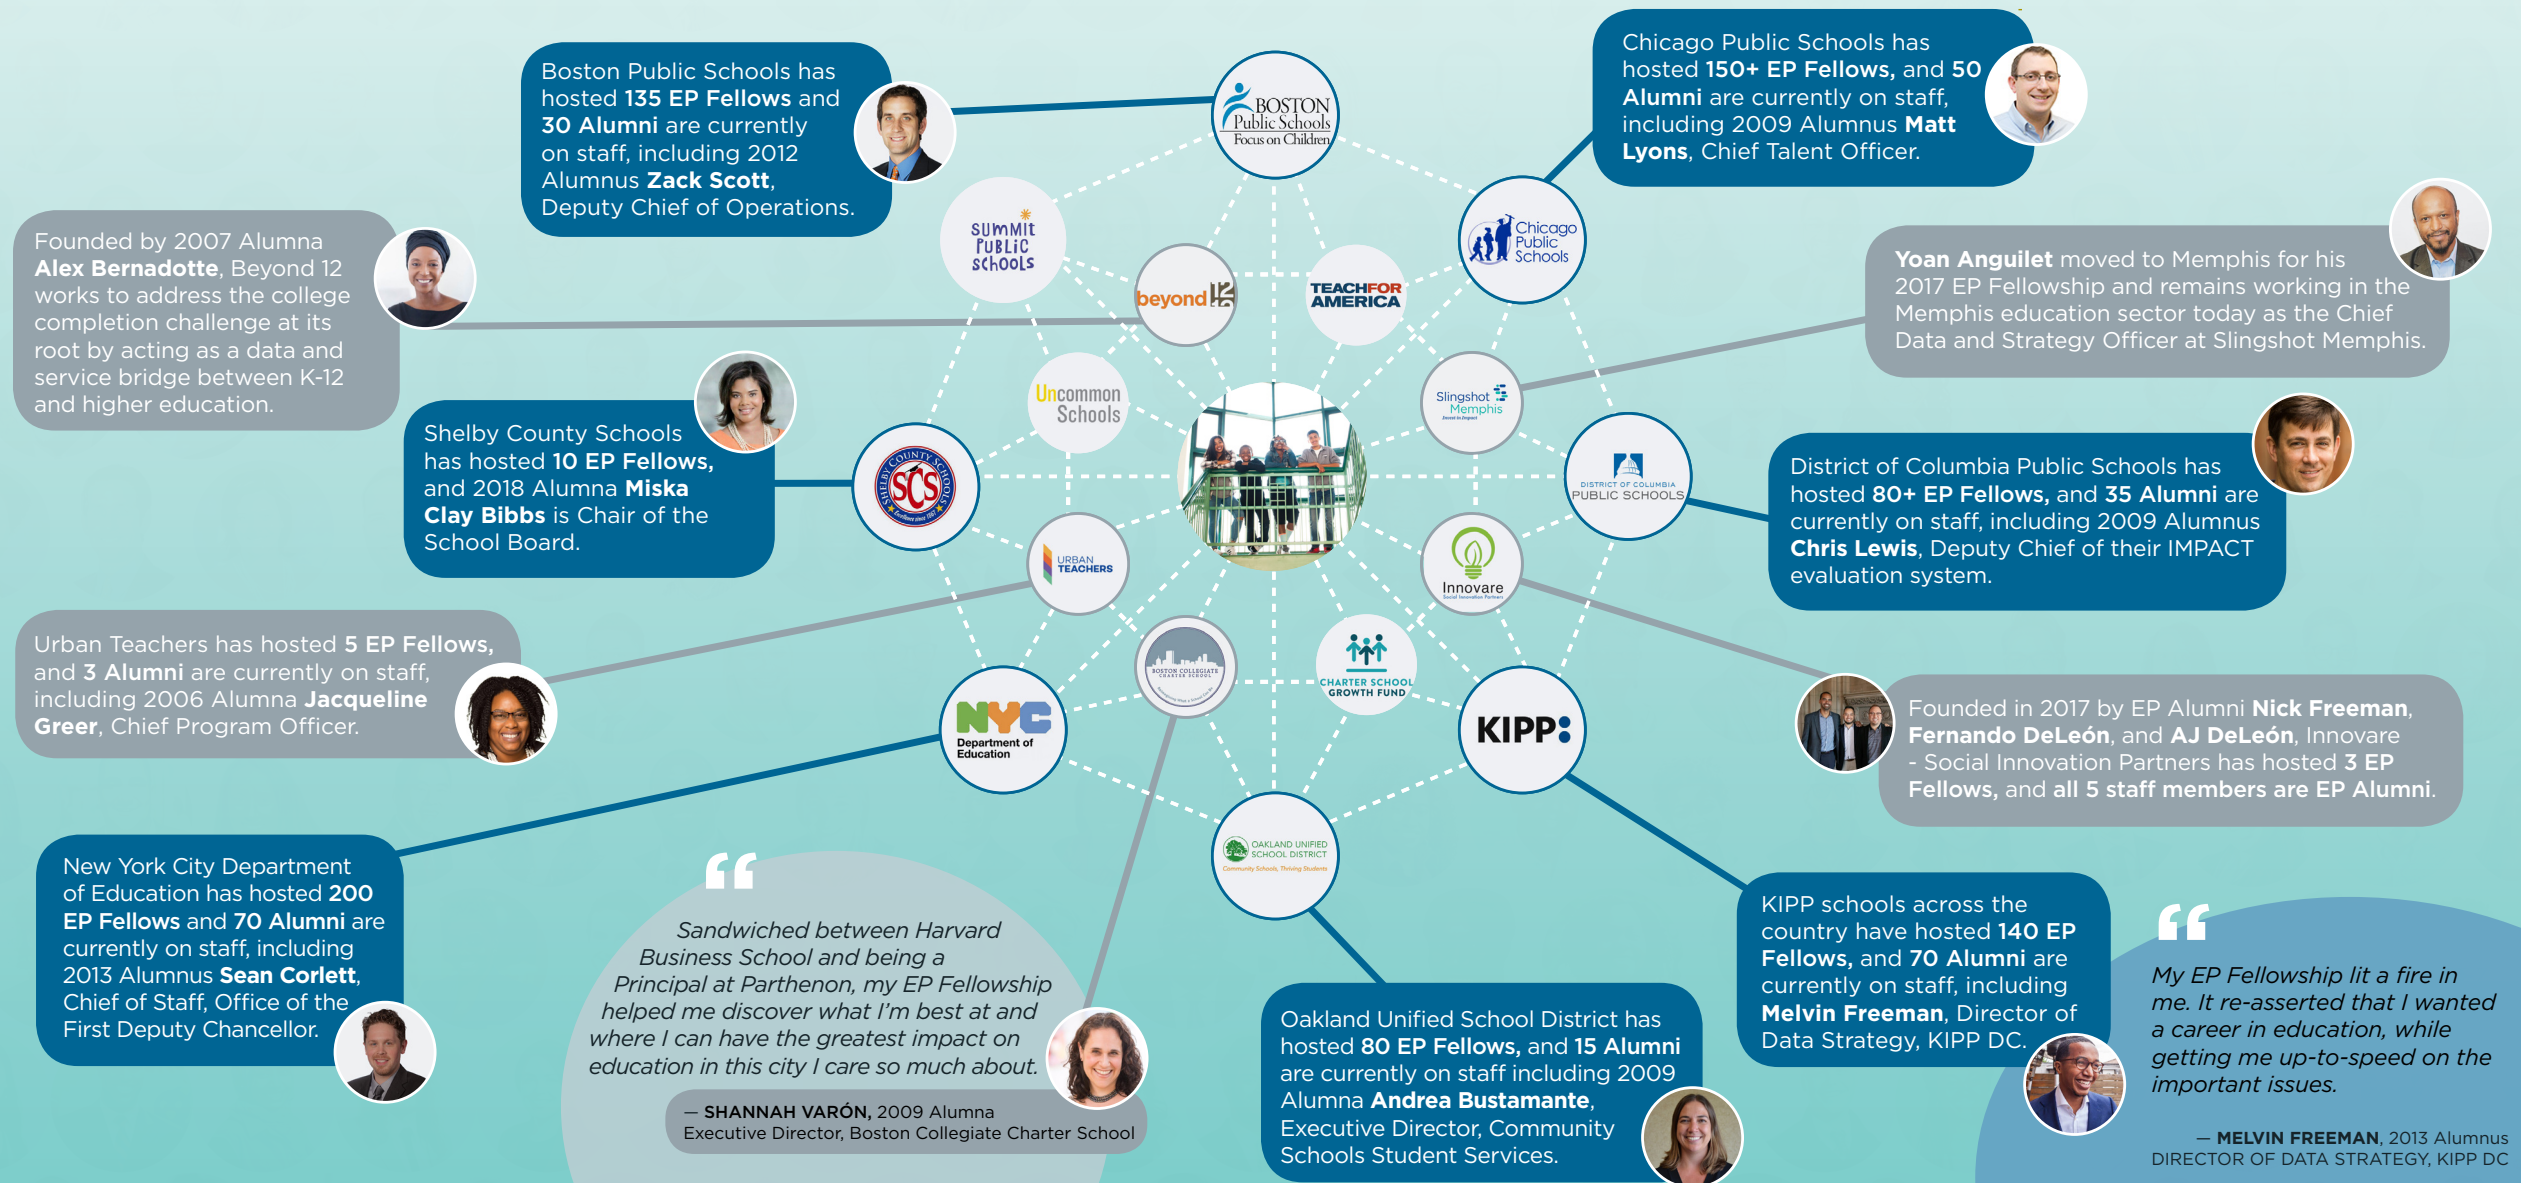 Boston Public Schools has
hosted 135 EP Fellows and
30 Alumni are currently
on staff, including 2012
Alumnus Zack Scott,
Deputy Chief of Operations.
BOSTON
Public Schools
Focus on Children
Chicago Public Schools has
hosted 150+ EP Fellows, and 50
Alumni are currently on staff,
including 2009 Alumnus Matt
Lyons, Chief Talent Officer.
Founded by 2007 Alumna
Alex Bernadotte, Beyond 12
works to address the college
completion challenge at its
root by acting as a data and
service bridge between K-12
and higher education.
SUMMIT
PUBLIC
SCHOOLS
beyond 12
TEACHFOR
AMERICA
Chicago
Public
Schools
Yoan Anguilet moved to Memphis for his
2017 EP Fellowship and remains working in the
Memphis education sector today as the Chief
Data and Strategy Officer at Slingshot Memphis.
Shelby County Schools
has hosted 10 EP Fellows,
and 2018 Alumna Miska
Clay Bibbs is Chair of the
School Board.
SHELBY COUNTY SCHOOLS
SCS
Excellence since 1867
Uncommon
Schools
Slingshot
Memphis
Invest in Impact
DISTRICT OF COLUMBIA
PUBLIC SCHOOLS
District of Columbia Public Schools has
hosted 80+ EP Fellows, and 35 Alumni are
currently on staff, including 2009 Alumnus
Chris Lewis, Deputy Chief of their IMPACT
evaluation system.
URBAN
TEACHERS
Innovare
Social Innovation Partners
Urban Teachers has hosted 5 EP Fellows,
and 3 Alumni are currently on staff,
including 2006 Alumna Jacqueline
Greer, Chief Program Officer.
BOSTON COLLEGIATE
CHARTER SCHOOL
CHARTER SCHOOL
GROWTH FUND
Founded in 2017 by EP Alumni Nick Freeman,
Fernando DeLeón, and AJ DeLeón, Innovare
- Social Innovation Partners has hosted 3 EP
Fellows, and all 5 staff members are EP Alumni.
NYC
Department of
Education
KIPP:
OAKLAND UNIFIED
SCHOOL DISTRICT
Community Schools, Thriving Students
New York City Department
of Education has hosted 200
EP Fellows and 70 Alumni are
currently on staff, including
2013 Alumnus Sean Corlett,
Chief of Staff, Office of the
First Deputy Chancellor.
“
Sandwiched between Harvard
Business School and being a
Principal at Parthenon, my EP Fellowship
helped me discover what I’m best at and
where I can have the greatest impact on
education in this city I care so much about.
— SHANNAH VARÓN, 2009 Alumna
Executive Director, Boston Collegiate Charter School
Oakland Unified School District has
hosted 80 EP Fellows, and 15 Alumni
are currently on staff including 2009
Alumna Andrea Bustamante,
Executive Director, Community
Schools Student Services.
KIPP schools across the
country have hosted 140 EP
Fellows, and 70 Alumni are
currently on staff, including
Melvin Freeman, Director of
Data Strategy, KIPP DC.
“
My EP Fellowship lit a fire in
me. It re-asserted that I wanted
a career in education, while
getting me up-to-speed on the
important issues.
— MELVIN FREEMAN, 2013 Alumnus
DIRECTOR OF DATA STRATEGY, KIPP DC